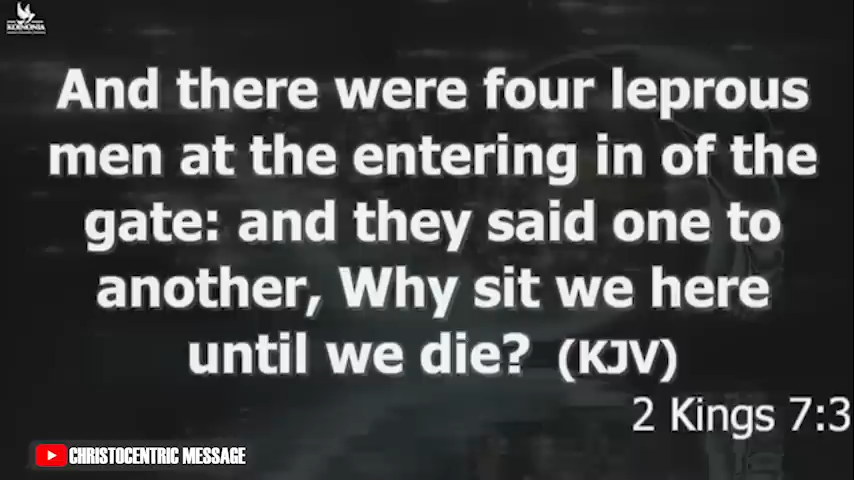 KOINONIA
And there were four leprous
men at the entering in of the
gate: and they said one to
another, Why sit we here
until we die? (KJV)
2 Kings 7:3
CHRISTOCENTRIC MESSAGE